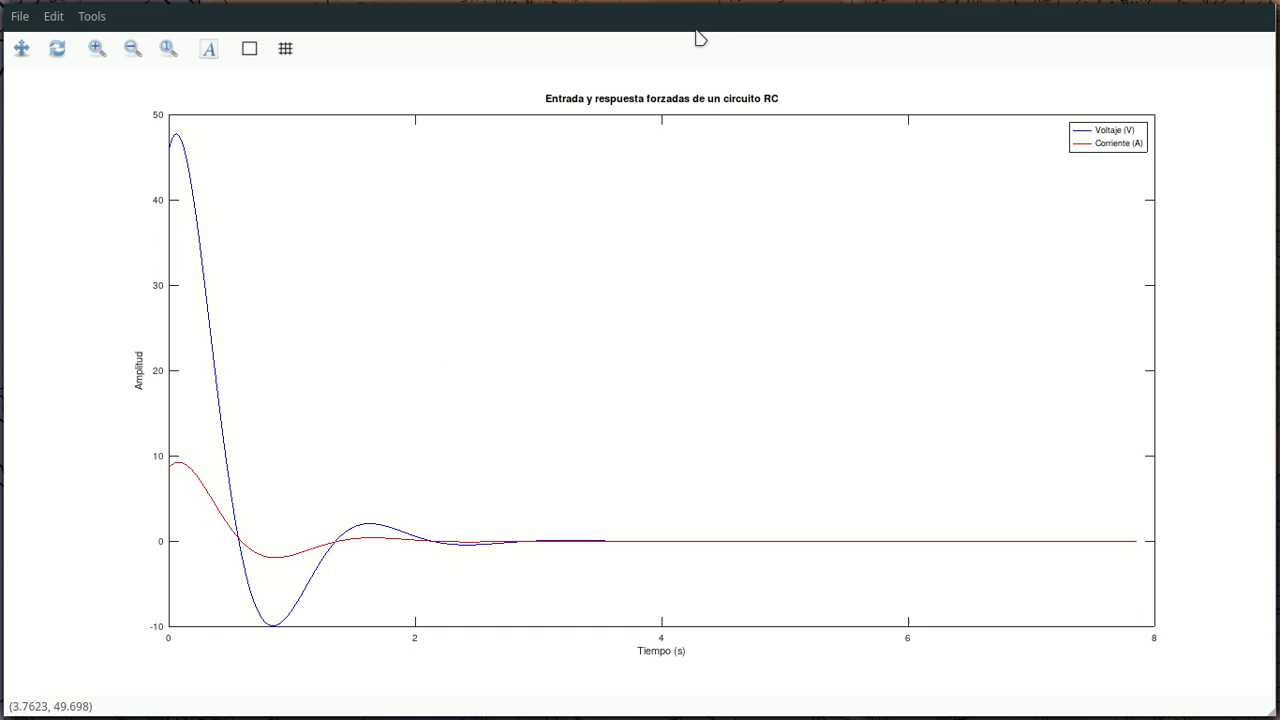 File Edit Tools
A
Entrada y respuesta forzadas de un circuito RC
Voltaje (V)
Corriente (A)
50
40
30
20
10
0
-10
Amplitud
0 2 4 6 8
Tiempo (s)
(3.7623, 49.698)